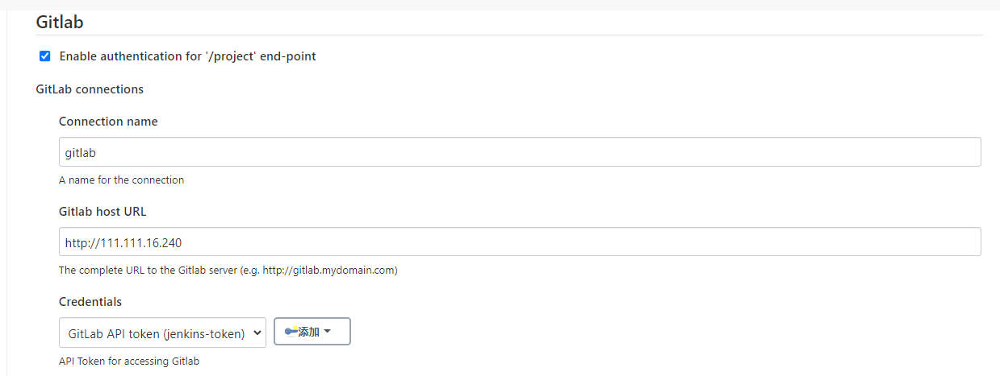 Gitlab
Enable authentication for '/project' end-point
GitLab connections
Connection name
gitlab
A name for the connection
Gitlab host URL
http://111.111.16.240
The complete URL to the Gitlab server (e.g. http://gitlab.mydomain.com)
Credentials
GitLab API token (jenkins-token) 添加
API Token for accessing Gitlab